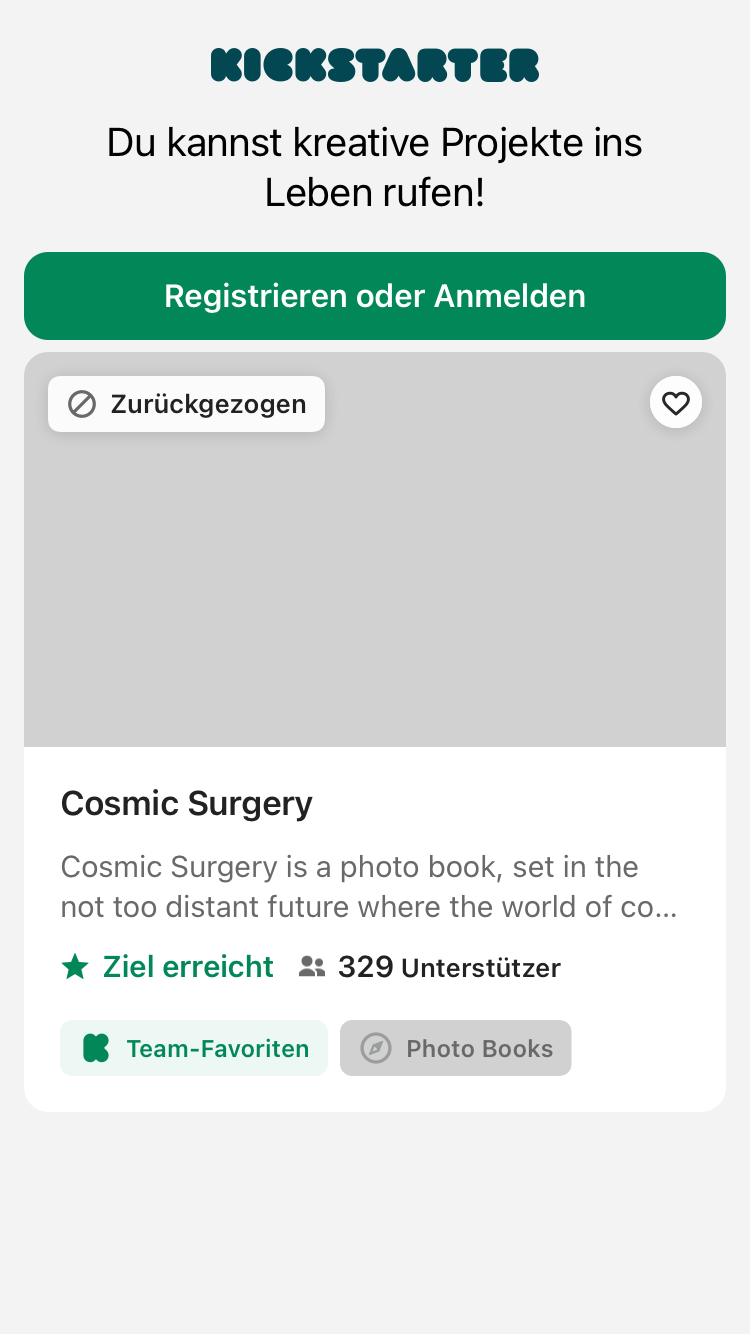 KICKSTARTER
Du kannst kreative Projekte ins
Leben rufen!
Registrieren oder Anmelden
Zurückgezogen
Cosmic Surgery
Cosmic Surgery is a photo book, set in the
not too distant future where the world of co...
Ziel erreicht 329 Unterstützer
Team-Favoriten Photo Books